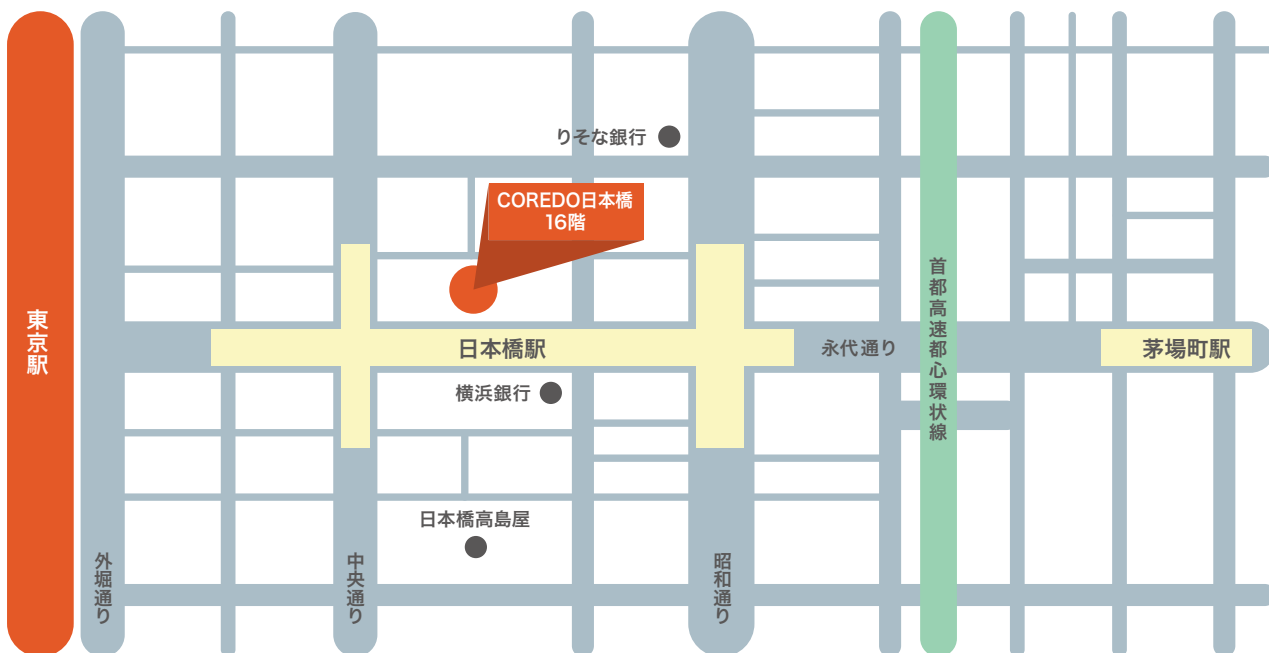 りそな銀行
COREDO日本橋
16階
東京駅
首都高速都心環状線
日本橋駅
永代通り
茅場町駅
横浜銀行
日本橋高島屋
外堀通り
中央通り
昭和通り